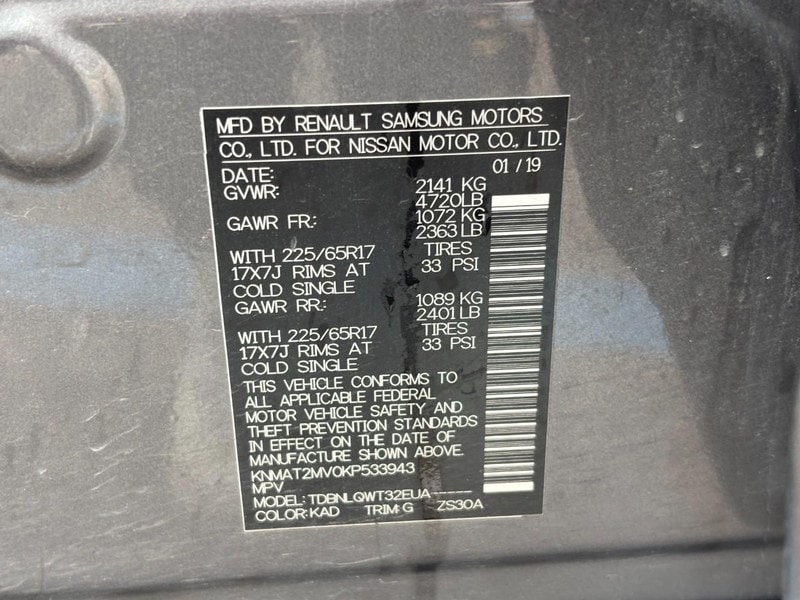 MFD BY RENAULT SAMSUNG MOTORS
CO., LTD. FOR NISSAN MOTOR CO., LTD.
DATE: 01 / 19
GVWR: 2141 KG
4720LB
GAWR FR: 1072 KG
2363 LB
WITH 225/65R17 TIRES
17X7J RIMS AT 33 PSI
COLD SINGLE
GAWR RR: 1089 KG
2401 LB
WITH 225/65R17 TIRES
17X7J RIMS AT 33 PSI
COLD SINGLE
THIS VEHICLE CONFORMS TO
ALL APPLICABLE FEDERAL
MOTOR VEHICLE SAFETY AND
THEFT PREVENTION STANDARDS
IN EFFECT ON THE DATE OF
MANUFACTURE SHOWN ABOVE.
KNMAT2MV0KP533943
MPV
MODEL: TDBNLQWT32EUA------
COLOR: KAD TRIM: G ZS30A